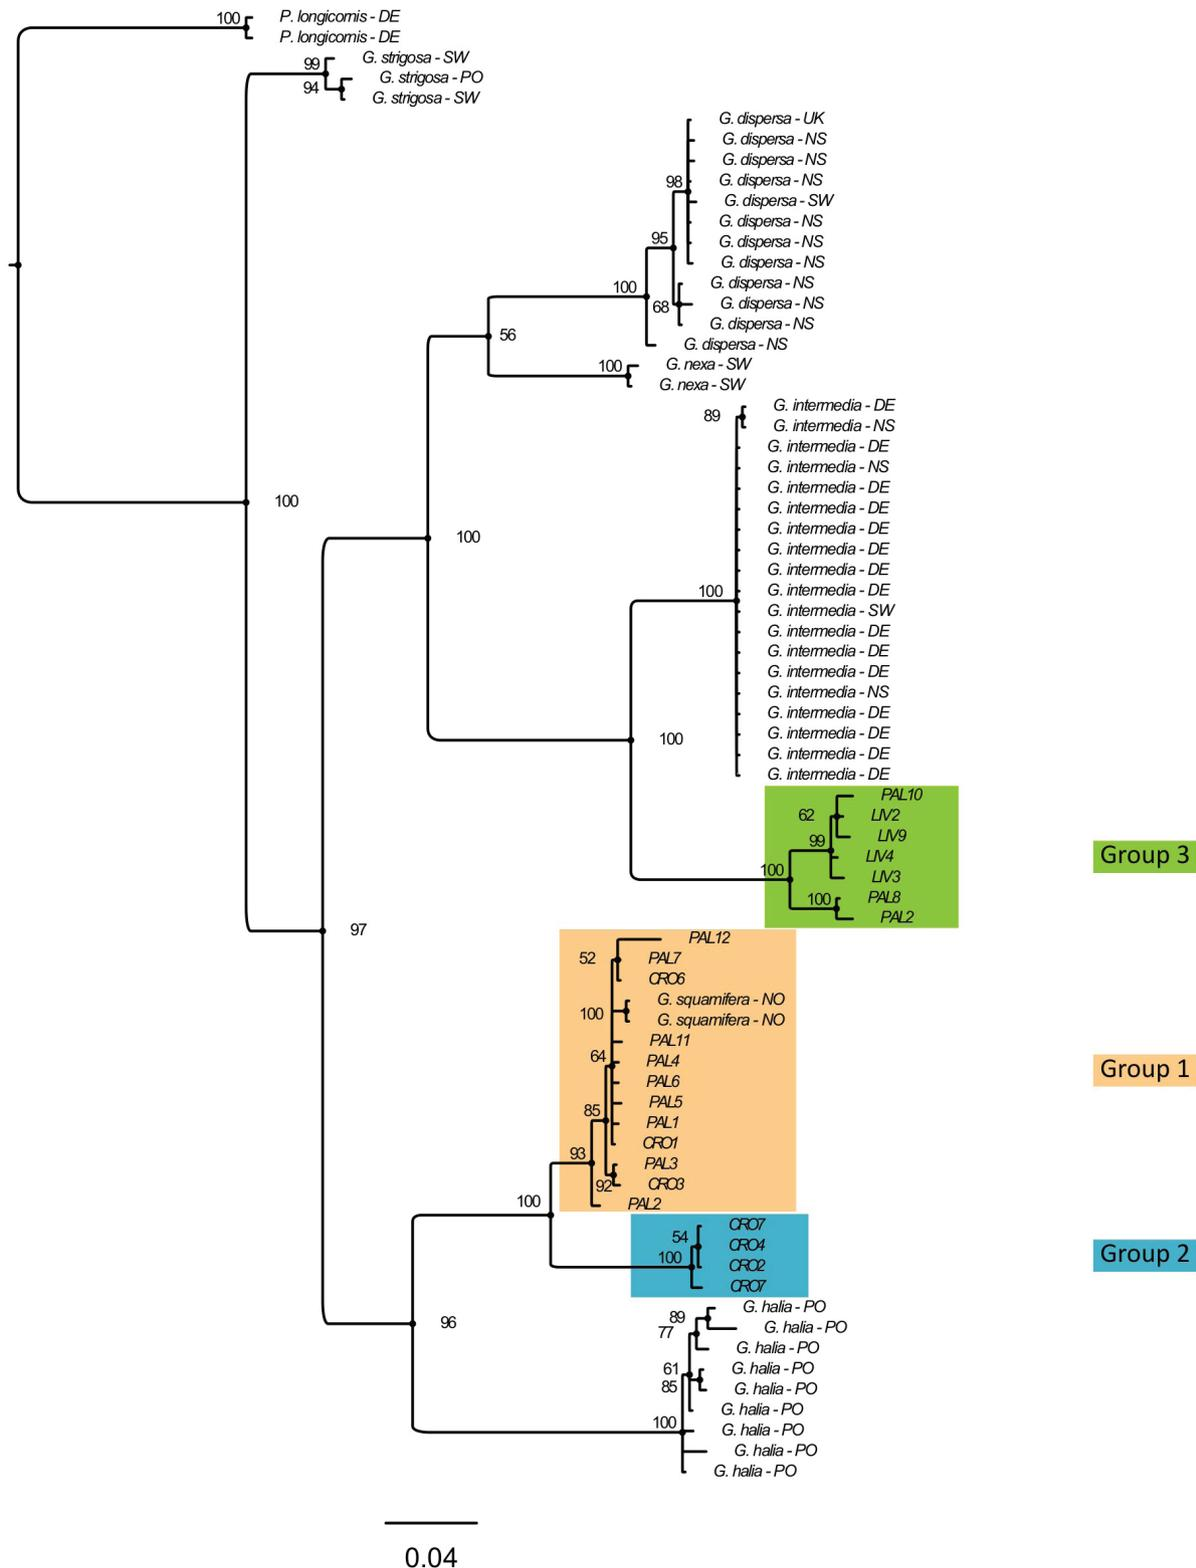 100
P. longicornis - DE
P. longicornis - DE
99
G. strigosa - SW
G. strigosa - PO
94
G. strigosa - SW
G. dispersa - UK
G. dispersa - NS
G. dispersa - NS
98
G. dispersa - NS
G. dispersa - SW
G. dispersa - NS
95
G. dispersa - NS
G. dispersa - NS
100
G. dispersa - NS
68
G. dispersa - NS
G. dispersa - NS
56
G. dispersa - NS
100
G. nexa - SW
G. nexa - SW
G. intermedia - DE
89
G. intermedia - NS
G. intermedia - DE
G. intermedia - NS
G. intermedia - DE
100
G. intermedia - DE
G. intermedia - DE
100
G. intermedia - DE
G. intermedia - DE
100
G. intermedia - DE
G. intermedia - SW
G. intermedia - DE
G. intermedia - DE
G. intermedia - DE
G. intermedia - NS
G. intermedia - DE
100
G. intermedia - DE
G. intermedia - DE
G. intermedia - DE
PAL10
62
LIV2
LIV9
99
LIV4
Group 3
100
LIV3
100
PAL8
PAL2
97
PAL12
52
PAL7
CRO6
G. squamifera - NO
100
G. squamifera - NO
PAL11
64
PAL4
Group 1
PAL6
PAL5
85
PAL1
CRO1
93
PAL3
92
CRO3
100
PAL2
CRO7
54
CRO4
Group 2
100
CRO2
CRO7
G. halia - PO
89
96
G. halia - PO
77
G. halia - PO
61
G. halia - PO
85
G. halia - PO
G. halia - PO
100
G. halia - PO
G. halia - PO
G. halia - PO
0.04